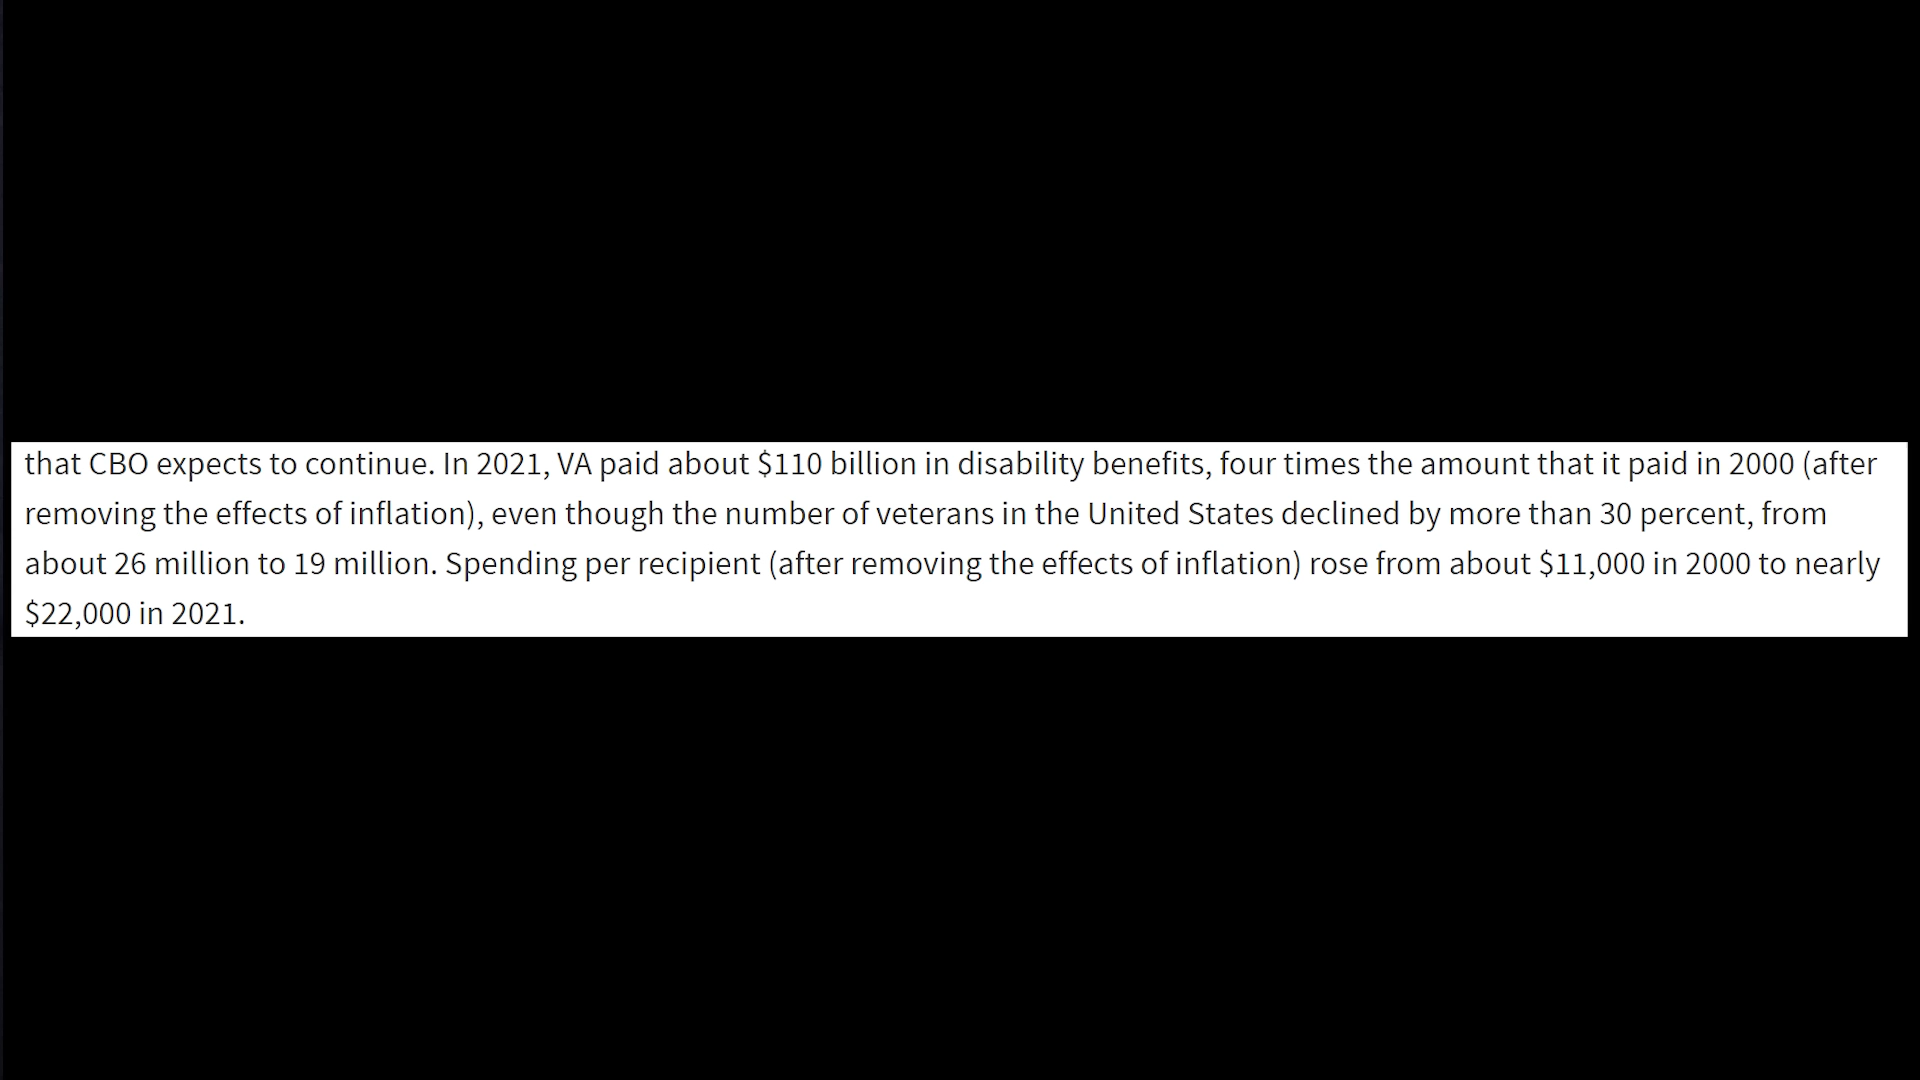 that CBO expects to continue. In 2021, VA paid about $110 billion in disability benefits, four times the amount that it paid in 2000 (after
removing the effects of inflation), even though the number of veterans in the United States declined by more than 30 percent, from
about 26 million to 19 million. Spending per recipient (after removing the effects of inflation) rose from about $11,000 in 2000 to nearly
$22,000 in 2021.